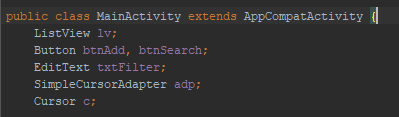 public class MainActivity extends AppCompatActivity {
ListView lv;
Button btnAdd, btnSearch;
EditText txtFilter;
SimpleCursorAdapter adp;
Cursor c;